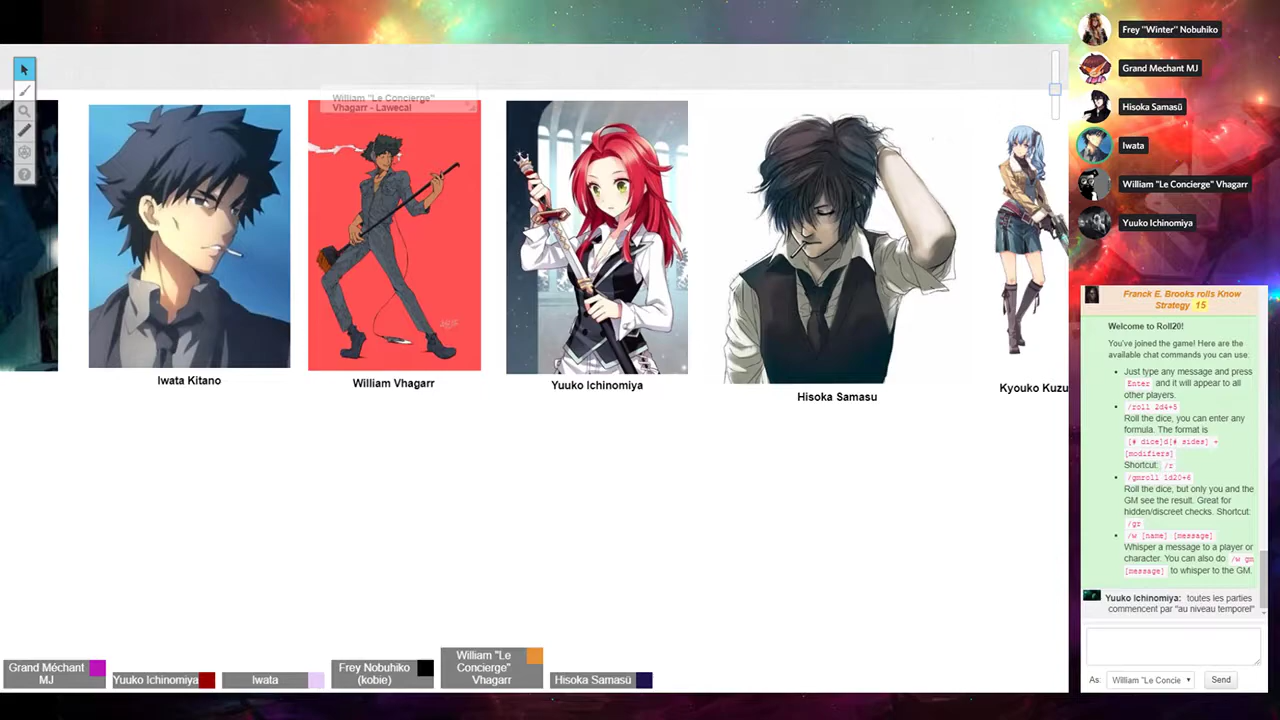 William "Le Concierge"
Vhagarr - Lawecal
Iwata Kitano
William Vhagarr
Yuuko Ichinomiya
Hisoka Samasu
Kyouko Kuzu
Grand Méchant
MJ
Yuuko Ichinomiya
Iwata
Frey Nobuhiko
(kobie)
William "Le
Concierge"
Vhagarr
Hisoka Samasù
Frey "Winter" Nobuhiko
Grand Mechant MJ
Hisoka Samasù
Iwata
William "Le Concierge" Vhagarr
Yuuko Ichinomiya
Franck E. Brooks rolls Know
Strategy 15
Welcome to Roll20!
You've joined the game! Here are the
available chat commands you can use:
Just type any message and press
Enter and it will appear to all
other players.
/roll 2d4+5
Roll the dice, you can enter any
formula. The format is
[# dice]d[# sides] +
[modifiers]
Shortcut: /r
/gmroll 1d20+6
Roll the dice, but only you and the
GM see the result. Great for
hidden/discreet checks. Shortcut:
/gr
/w [name] [message]
Whisper a message to a player or
character. You can also do /w gm
[message] to whisper to the GM.
Yuuko Ichinomiya: toutes les parties
commencent par "au niveau temporel"
As: William "Le Concie Send